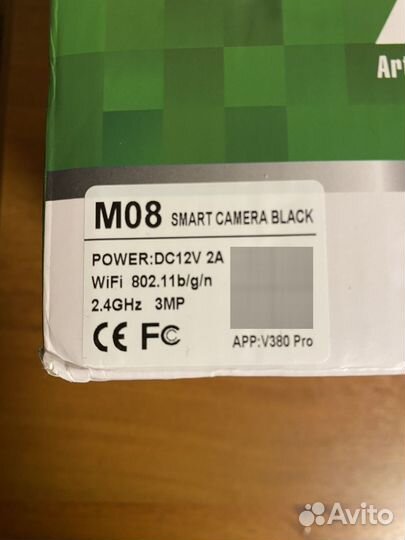 Art
M08 SMART CAMERA BLACK
POWER:DC12V 2A
WiFi 802.11b/g/n
2.4GHz 3MP
CE FC
APP:V380 Pro
Avito